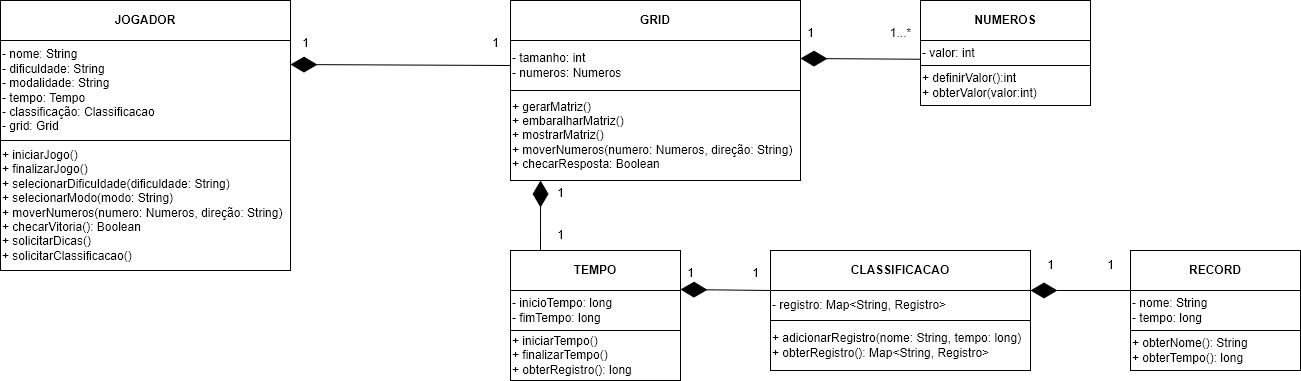 JOGADOR
- nome: String
- dificuldade: String
- modalidade: String
- tempo: Tempo
- classificação: Classificacao
- grid: Grid
+ iniciarJogo()
+ finalizarJogo()
+ selecionarDificuldade(dificuldade: String)
+ selecionarModo(modo: String)
+ moverNumeros(numero: Numeros, direção: String)
+ checarVitoria(): Boolean
+ solicitarDicas()
+ solicitarClassificacao()
1
1
GRID
- tamanho: int
- numeros: Numeros
+ gerarMatriz()
+ embaralharMatriz()
+ mostrarMatriz()
+ moverNumeros(numero: Numeros, direção: String)
+ checarResposta: Boolean
1
1...*
NUMEROS
- valor: int
+ definirValor():int
+ obterValor(valor:int)
1
1
TEMPO
- inicioTempo: long
- fimTempo: long
+ iniciarTempo()
+ finalizarTempo()
+ obterRegistro(): long
1
1
CLASSIFICACAO
- registro: Map<String, Registro>
+ adicionarRegistro(nome: String, tempo: long)
+ obterRegistro(): Map<String, Registro>
1
1
RECORD
- nome: String
- tempo: long
+ obterNome(): String
+ obterTempo(): long